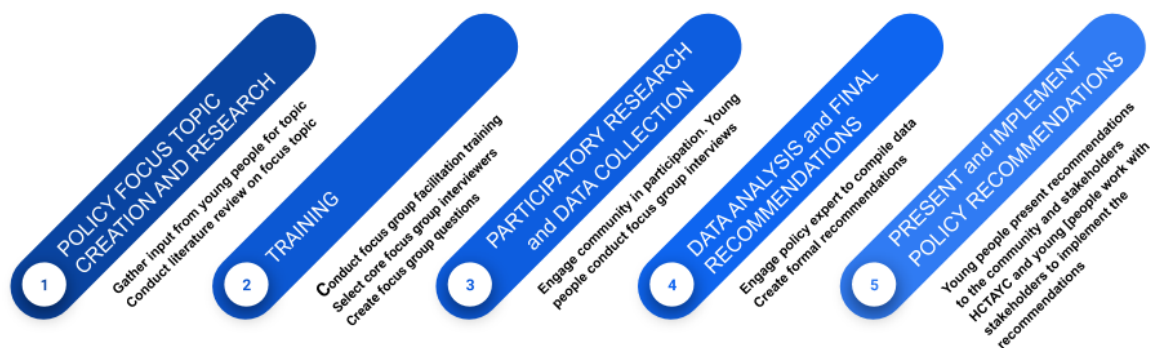 1
POLICY FOCUS TOPIC
CREATION AND RESEARCH
Gather input from young people for topic
Conduct literature review on focus topic
2
TRAINING
Conduct focus group facilitation training
Select core focus group interviewers
Create focus group questions
3
PARTICIPATORY RESEARCH
and DATA COLLECTION
Engage community in participation. Young
people conduct focus group interviews
4
DATA ANALYSIS and FINAL
RECOMMENDATIONS
Engage policy expert to compile data
Create formal recommendations
5
PRESENT and IMPLEMENT
POLICY RECOMMENDATIONS
Young people present recommendations
to the community and stakeholders
HCTAYC and young [people work with
stakeholders to implement the
recommendations